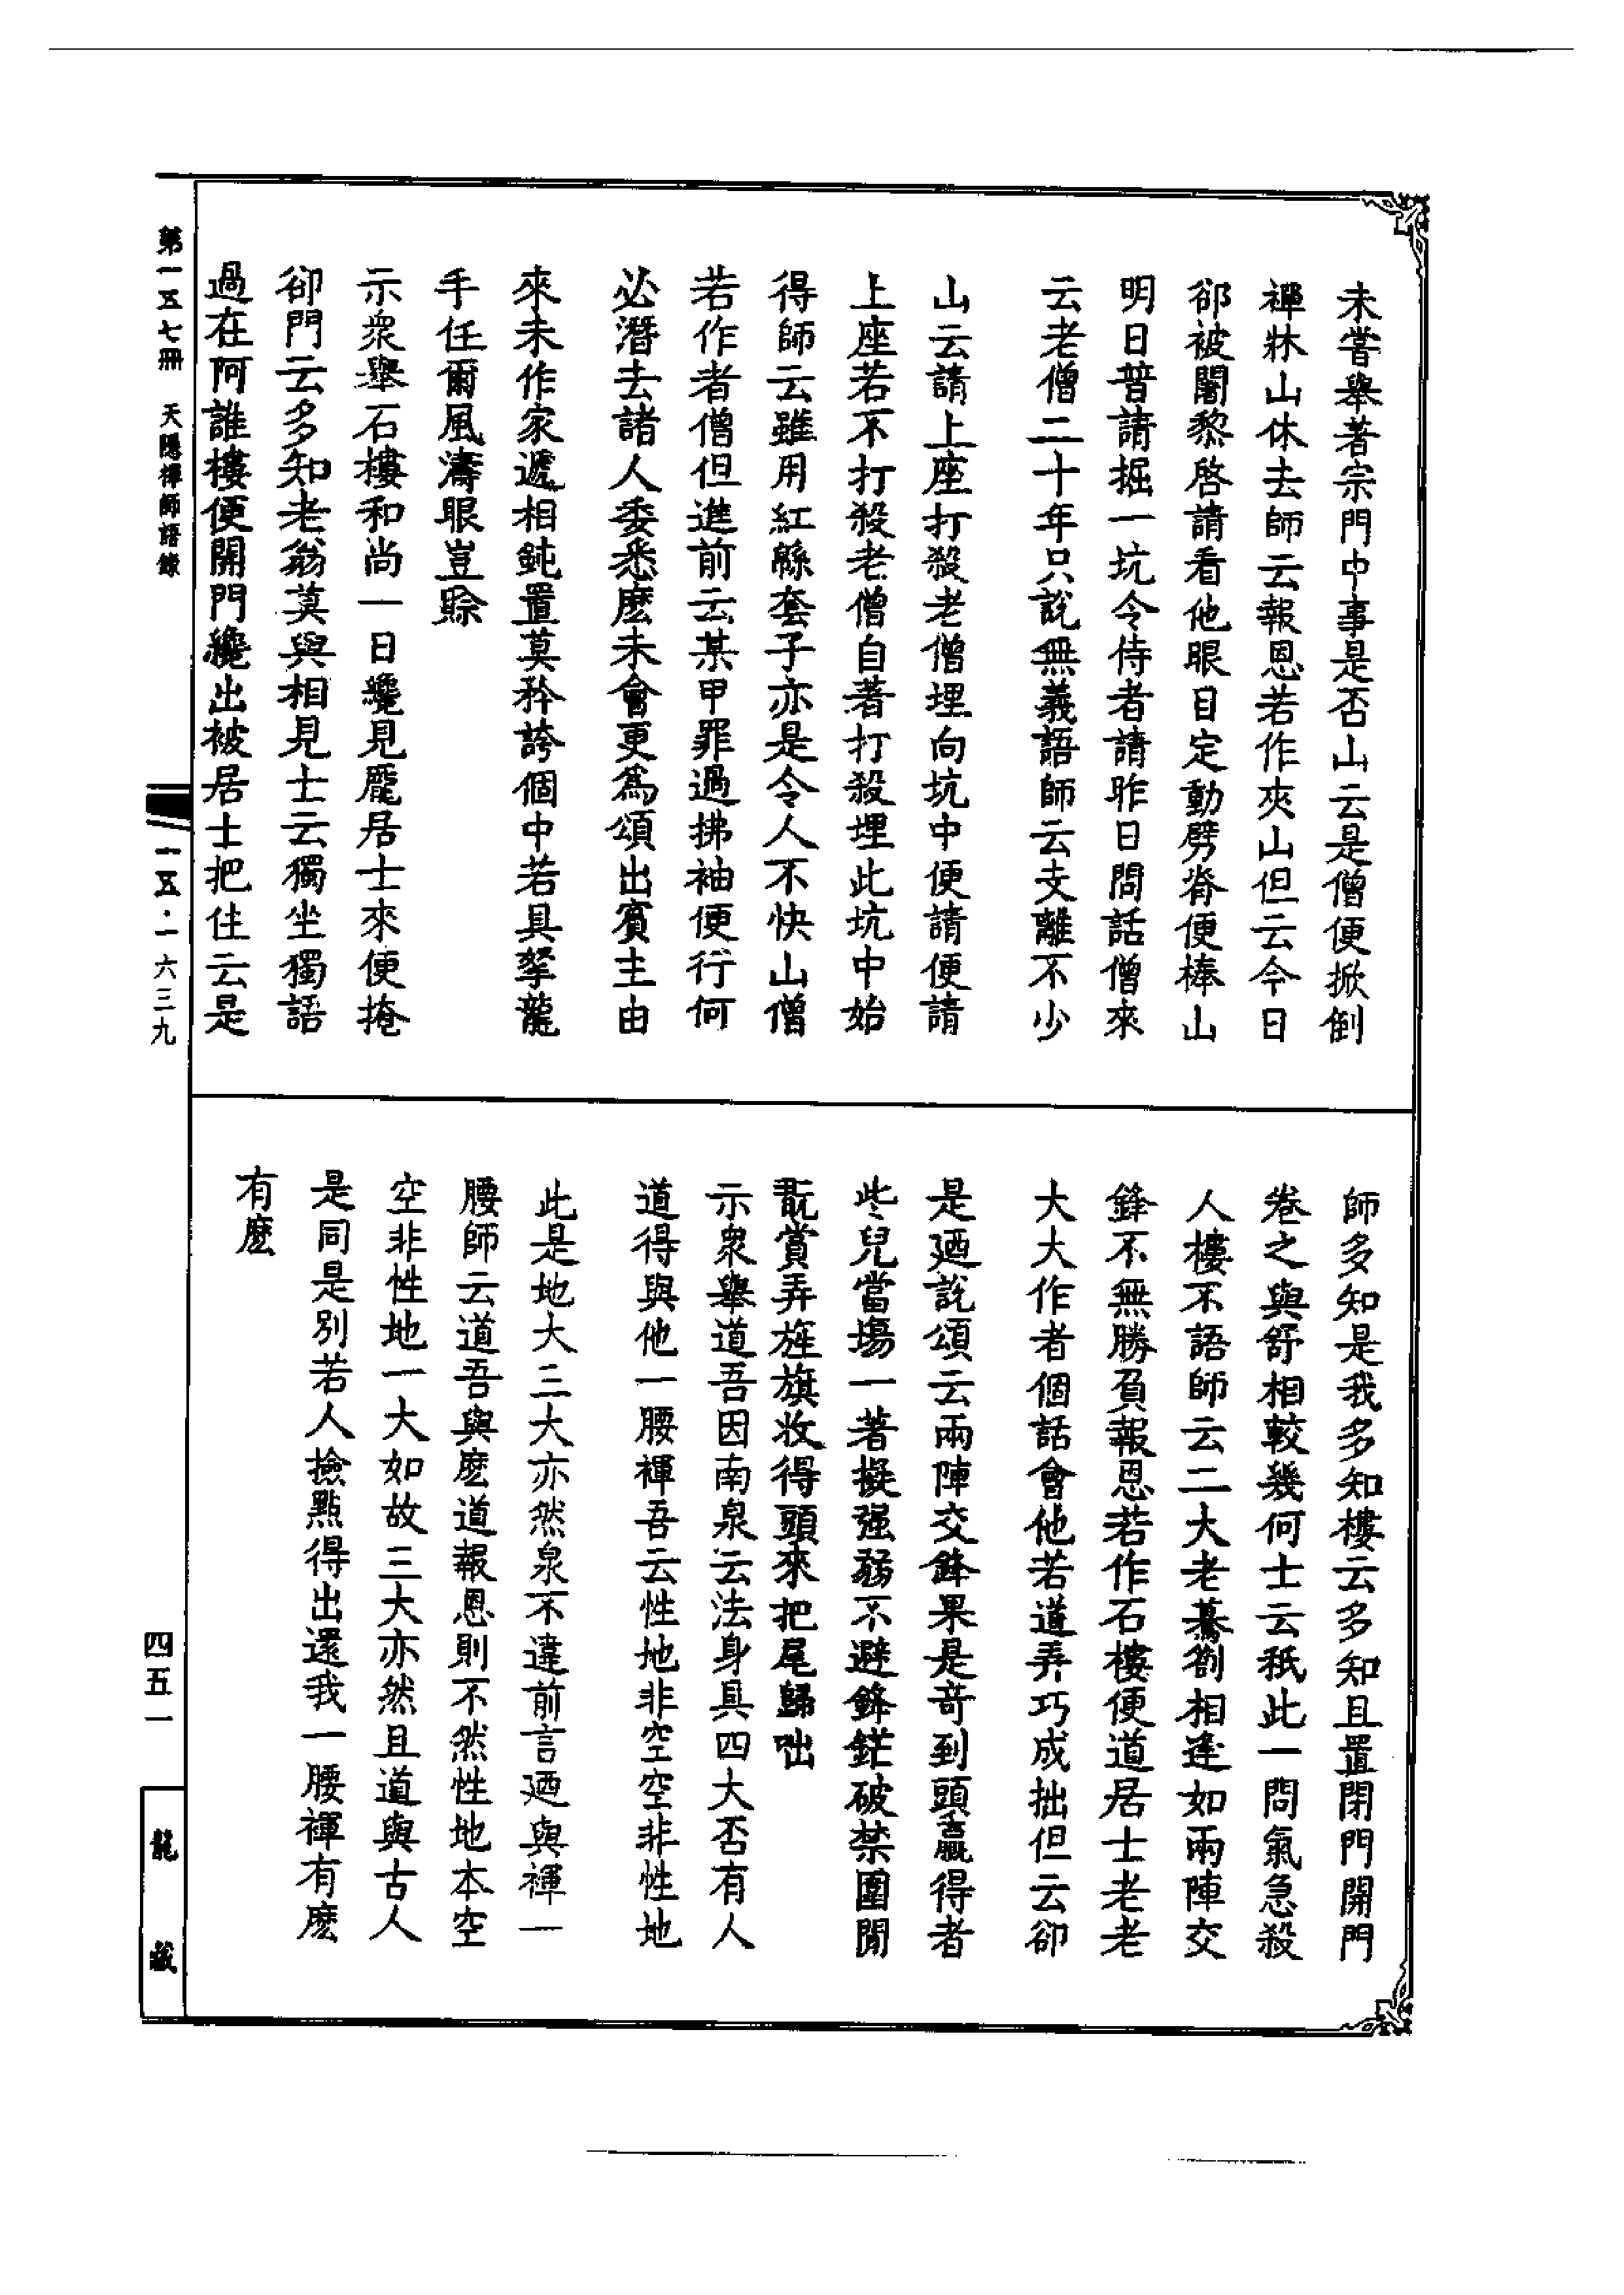 未嘗舉著宗門中事是否山云是僧便掀倒
禪牀山休去師云報恩若作夾山但云今日
郤被闍黎啓請看他眼目定動劈脊便棒山
明日普請掘一坑令侍者請昨日問話僧來
云老僧二十年只說無義語師云支離不少
山云請上座打殺老僧埋向坑中便請便請
上座若不打殺老僧自著打殺埋此坑中始
得師云雖用紅綿套子亦是令人不快山僧
若作者僧但進前云某甲罪過拂袖便行何
必潛去諸人委悉麽未會更爲頌出賓主由
來未作家遞相鈍置莫矜誇個中若具拏龍
手任爾風濤眼豈賒
示衆舉石樓和尚一日纔見龐居士來便掩
卻門云多知老翁莫與相見士云獨坐獨語
過在阿誰樓便開門纔出被居士把住云是
師多知是我多知樓云多知且置閉門開門
卷之與舒相較幾何士云秖此一問氣急殺
人樓不語師云二大老驀劄相逢如兩陣交
鋒不無勝負報恩若作石樓便道居士老老
大大作者個話會他若道弄巧成拙但云卻
是迺說頌云兩陣交鋒果是竒到頭贏得者
些兒當塲一著擬强弱不避鋒鋩破禁圍閒
翫賞弄旌旗收得頭來把尾歸咄
示衆舉道吾因南泉云法身具四大否有人
道得與他一腰褌吾云性地非空空非性地
此是地大三大亦然泉不違前言迺與褌一
腰師云道吾與麽道報恩則不然性地本空
空非性地一大如故三大亦然且道與古人
是同是別若人撿點得出還我一腰褌有麽
有麽
第一五七冊 天隱禪師語錄
一五·一六三九
四五一
龍藏